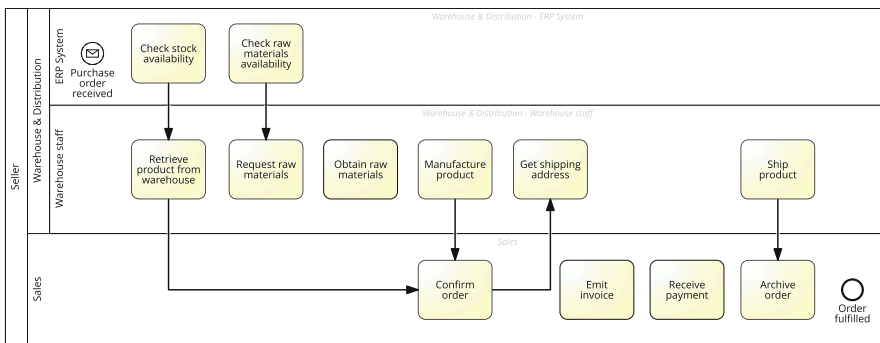 Warehouse & Distribution - ERP System
Seller
Warehouse & Distribution
ERP System
Purchase
order
received
Check stock
availability
Check raw
materials
availability
Warehouse & Distribution - Warehouse staff
Warehouse staff
Retrieve
product from
warehouse
Request raw
materials
Obtain raw
materials
Manufacture
product
Get shipping
address
Ship
product
Sales
Sales
Confirm
order
Emit
invoice
Receive
payment
Archive
order
Order
fulfilled